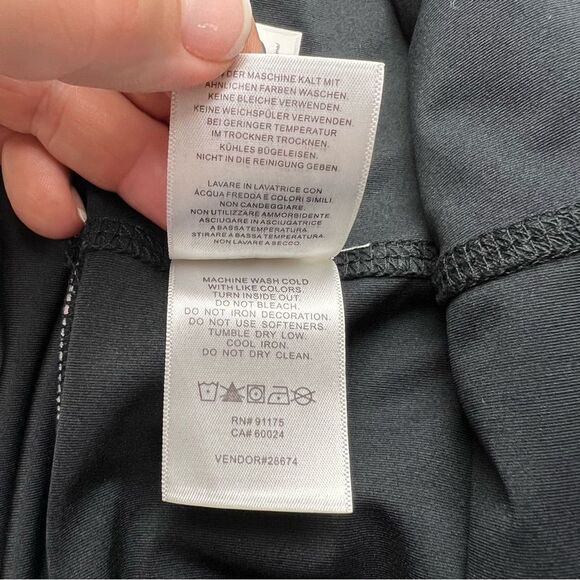 DER MASCHINE KALT MIT
ÄHNLICHEN FARBEN WASCHEN.
KEINE BLEICHE VERWENDEN.
KEINE WEICHSPÜLER VERWENDEN.
BEI GERINGER TEMPERATUR
IM TROCKNER TROCKNEN.
KÜHLES BÜGELEISEN.
NICHT IN DIE REINIGUNG GEBEN.
LAVARE IN LAVATRICE CON
ACQUA FREDDA E COLORI SIMILI.
NON CANDEGGIARE.
NON UTILIZZARE AMMORBIDENTE.
ASCIUGARE IN ASCIUGATRICE
A BASSA TEMPERATURA.
STIRARE A BASSA TEMPERATURA.
NON LAVARE A SECCO.
MACHINE WASH COLD
WITH LIKE COLORS.
TURN INSIDE OUT.
DO NOT BLEACH.
DO NOT IRON DECORATION.
DO NOT USE SOFTENERS.
TUMBLE DRY LOW.
COOL IRON.
DO NOT DRY CLEAN.
RN# 91175
CA# 60024
VENDOR#28674